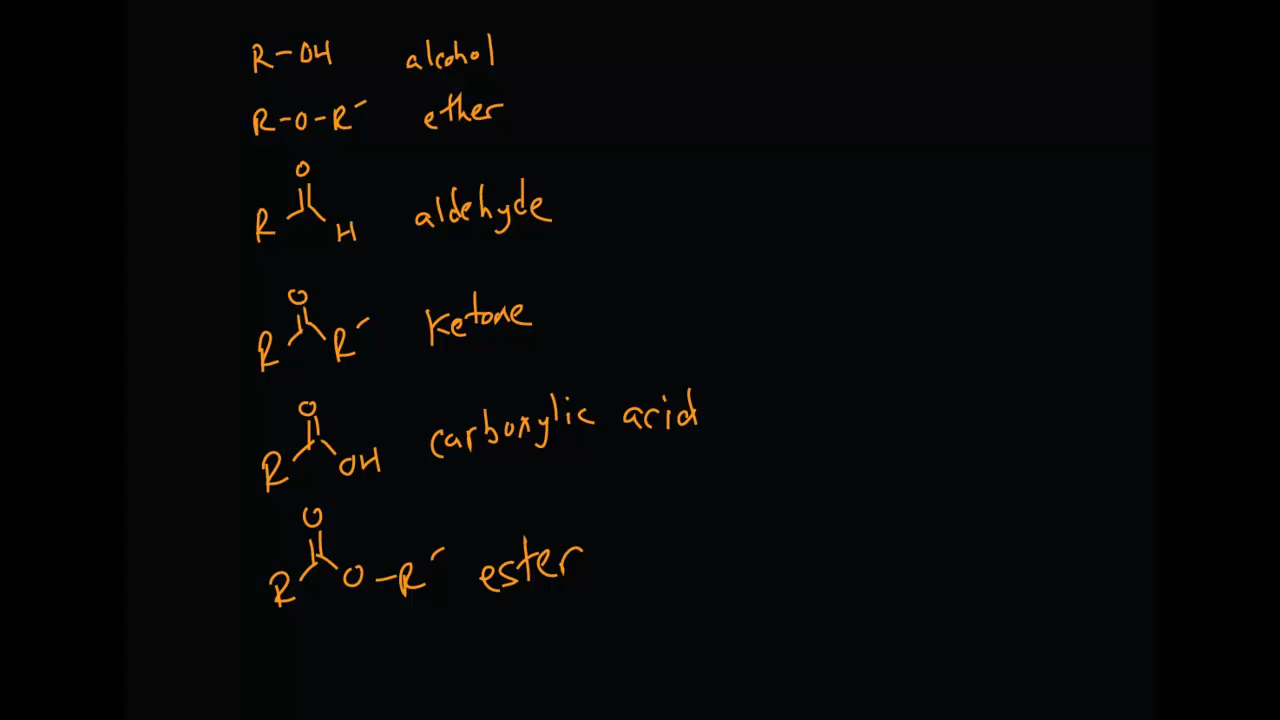 R-OH alcohol
R-O-R´ ether
O
R H aldehyde
O
R R´ Ketone
O
R OH carboxylic acid
O
R O-R´ ester